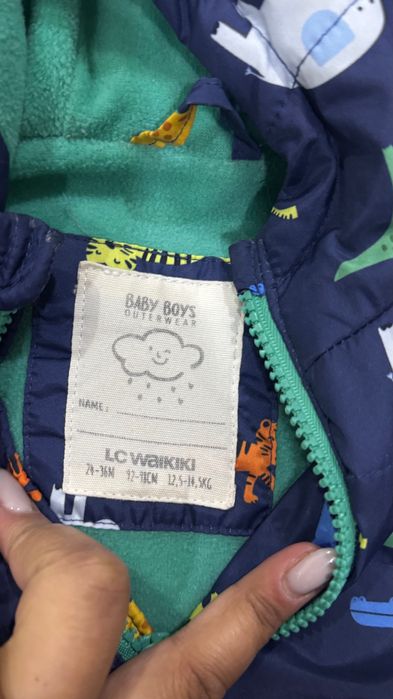 BABY BOYS
OUTERWEAR
NAME:
LC WAIKIKI
24-36M 92-98CM 12,5-14,5KG